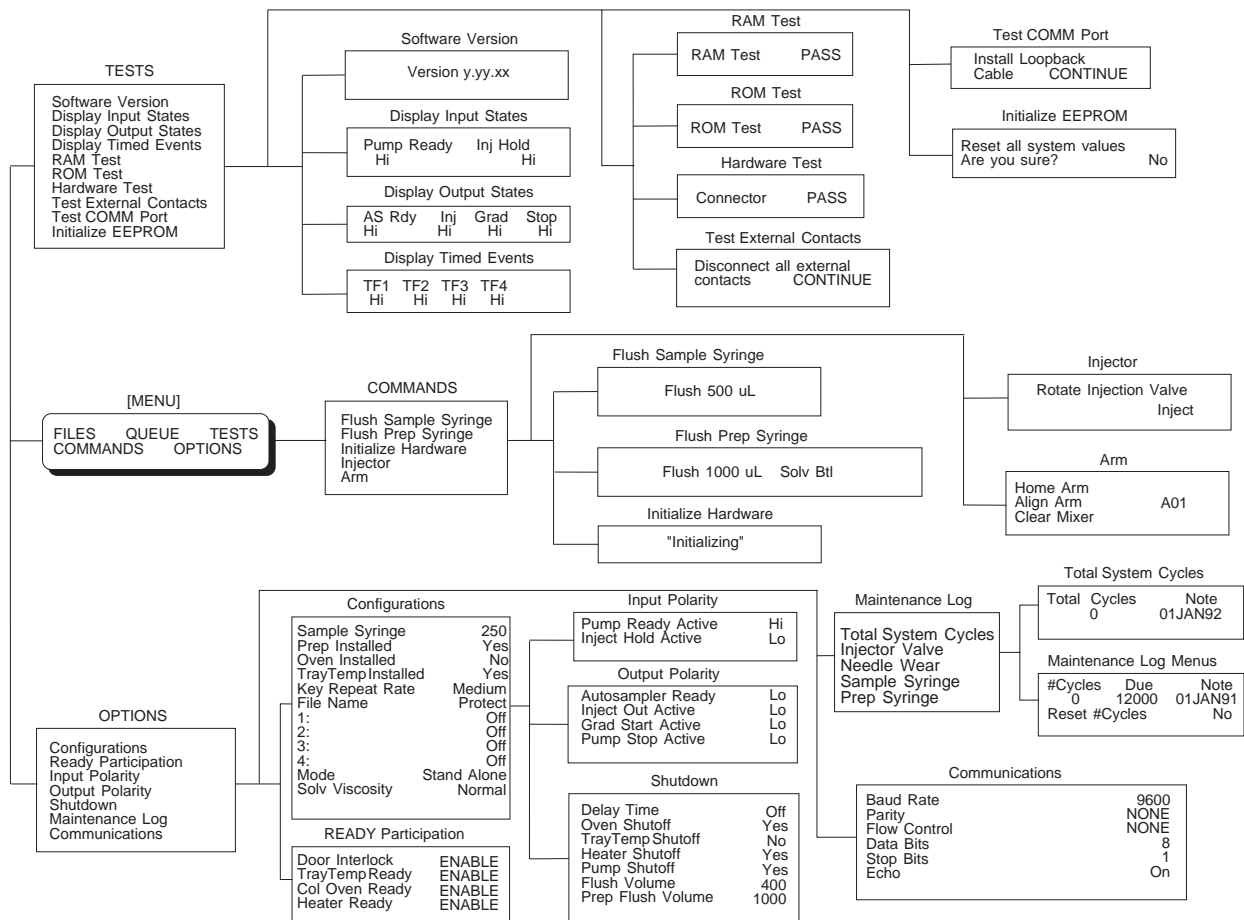 TESTS
Software Version
Display Input States
Display Output States
Display Timed Events
RAM Test
ROM Test
Hardware Test
Test External Contacts
Test COMM Port
Initialize EEPROM
Software Version
Version y.yy.xx
Display Input States
Pump Ready Inj Hold
Hi Hi
Display Output States
AS Rdy Inj Grad Stop
Hi Hi Hi Hi
Display Timed Events
TF1 TF2 TF3 TF4
Hi Hi Hi Hi
RAM Test
RAM Test PASS
ROM Test
ROM Test PASS
Hardware Test
Connector PASS
Test External Contacts
Disconnect all external
contacts CONTINUE
Test COMM Port
Install Loopback
Cable CONTINUE
Initialize EEPROM
Reset all system values
Are you sure? No
[MENU]
FILES QUEUE TESTS
COMMANDS OPTIONS
COMMANDS
Flush Sample Syringe
Flush Prep Syringe
Initialize Hardware
Injector
Arm
Flush Sample Syringe
Flush 500 uL
Flush Prep Syringe
Flush 1000 uL Solv Btl
Initialize Hardware
"Initializing"
Injector
Rotate Injection Valve
Inject
Arm
Home Arm
Align Arm A01
Clear Mixer
OPTIONS
Configurations
Ready Participation
Input Polarity
Output Polarity
Shutdown
Maintenance Log
Communications
Configurations
Sample Syringe 250
Prep Installed Yes
Oven Installed No
TrayTemp Installed Yes
Key Repeat Rate Medium
File Name Protect
1: Off
2: Off
3: Off
4: Off
Mode Stand Alone
Solv Viscosity Normal
READY Participation
Door Interlock ENABLE
TrayTemp Ready ENABLE
Col Oven Ready ENABLE
Heater Ready ENABLE
Input Polarity
Pump Ready Active Hi
Inject Hold Active Lo
Output Polarity
Autosampler Ready Lo
Inject Out Active Lo
Grad Start Active Lo
Pump Stop Active Lo
Shutdown
Delay Time Off
Oven Shutoff Yes
TrayTemp Shutoff No
Heater Shutoff Yes
Pump Shutoff Yes
Flush Volume 400
Prep Flush Volume 1000
Maintenance Log
Total System Cycles
Injector Valve
Needle Wear
Sample Syringe
Prep Syringe
Total System Cycles
Total Cycles Note
0 01JAN92
Maintenance Log Menus
#Cycles Due Note
0 12000 01JAN91
Reset #Cycles No
Communications
Baud Rate 9600
Parity NONE
Flow Control NONE
Data Bits 8
Stop Bits 1
Echo On